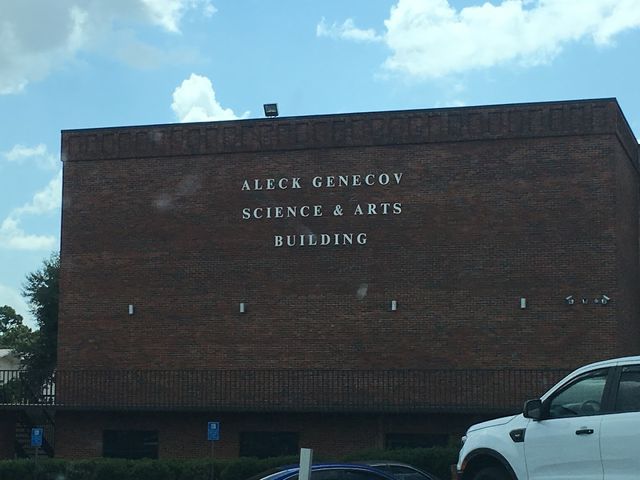 ALECK GENECOV
SCIENCE & ARTS
BUILDING